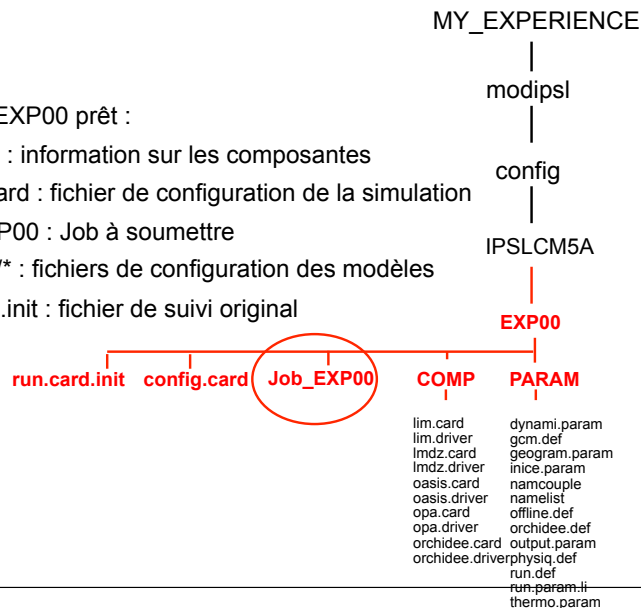 MY_EXPERIENCE
modipsl
EXP00 prêt :
: information sur les composantes
config
ard : fichier de configuration de la simulation
P00 : Job à soumettre
IPSLCM5A
/* : fichiers de configuration des modèles
.init : fichier de suivi original
EXP00
run.card.init config.card Job_EXP00 COMP PARAM
lim.card dynami.param
lim.driver gcm.def
lmdz.card geogram.param
lmdz.driver inice.param
oasis.card namcouple
oasis.driver namelist
opa.card offline.def
opa.driver orchidee.def
orchidee.card output.param
orchidee.driver physiq.def
run.def
run.param.li
thermo.param